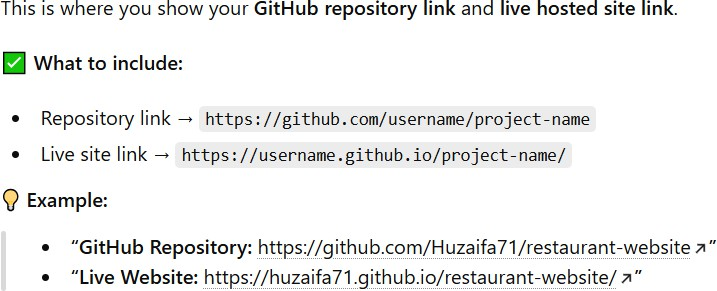 This is where you show your GitHub repository link and live hosted site link.
✅ What to include:
• Repository link → https://github.com/username/project-name
• Live site link → https://username.github.io/project-name/
💡 Example:
• “GitHub Repository: https://github.com/Huzaifa71/restaurant-website ↗”
• “Live Website: https://huzaifa71.github.io/restaurant-website/ ↗”